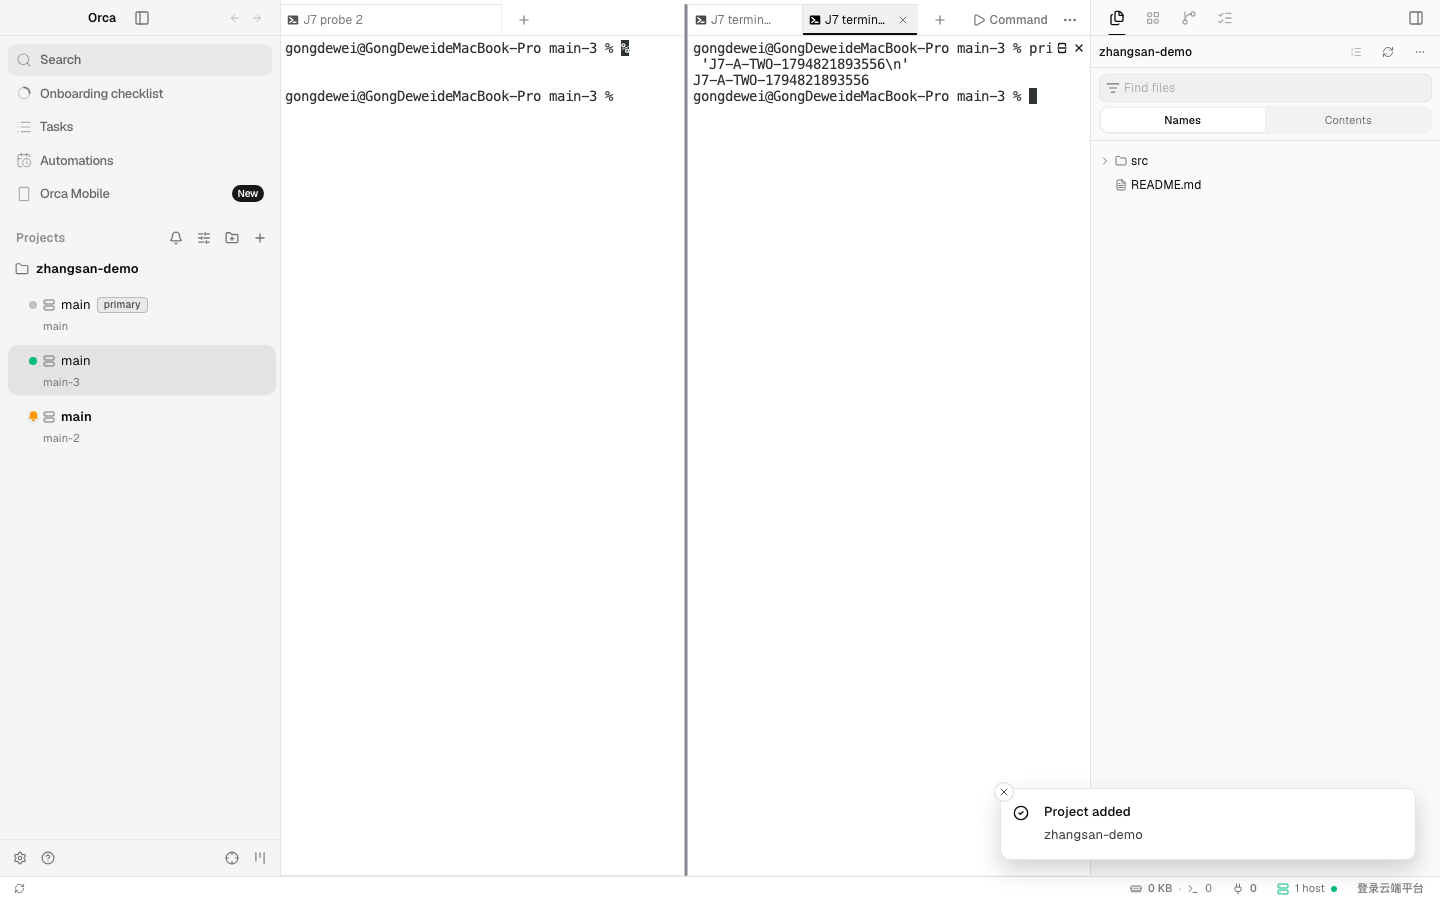 Orca
Search
Onboarding checklist
Tasks
Automations
Orca Mobile
New
Projects
zhangsan-demo
main primary
main
main
main-3
main
main-2
J7 probe 2
gongdewei@GongDeweideMacBook-Pro main-3 % %
gongdewei@GongDeweideMacBook-Pro main-3 %
J7 termin...
J7 termin...
Command
gongdewei@GongDeweideMacBook-Pro main-3 % pri
'J7-A-TWO-1794821893556\n'
J7-A-TWO-1794821893556
gongdewei@GongDeweideMacBook-Pro main-3 %
zhangsan-demo
Find files
Names
Contents
src
README.md
Project added
zhangsan-demo
0 KB · 0
0
1 host
登录云端平台